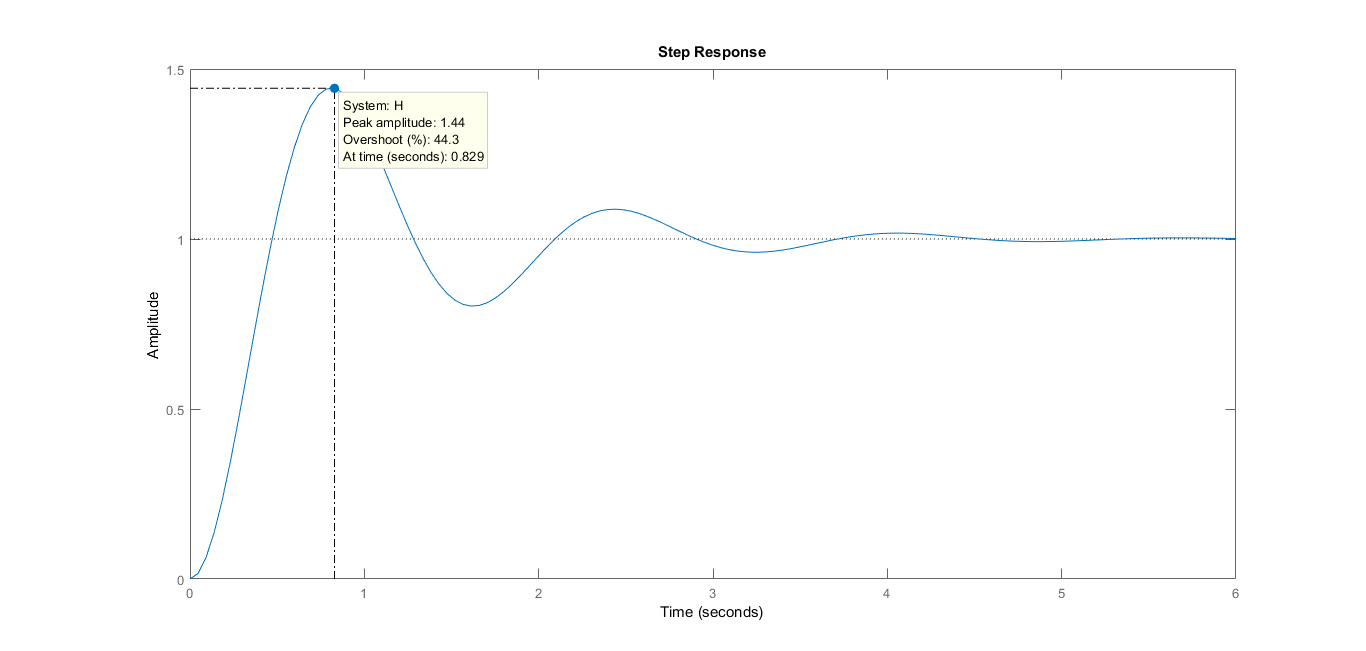 Step Response
1.5
System: H
Peak amplitude: 1.44
Overshoot (%): 44.3
At time (seconds): 0.829
1
Amplitude
0.5
0
0 1 2 3 4 5 6
Time (seconds)